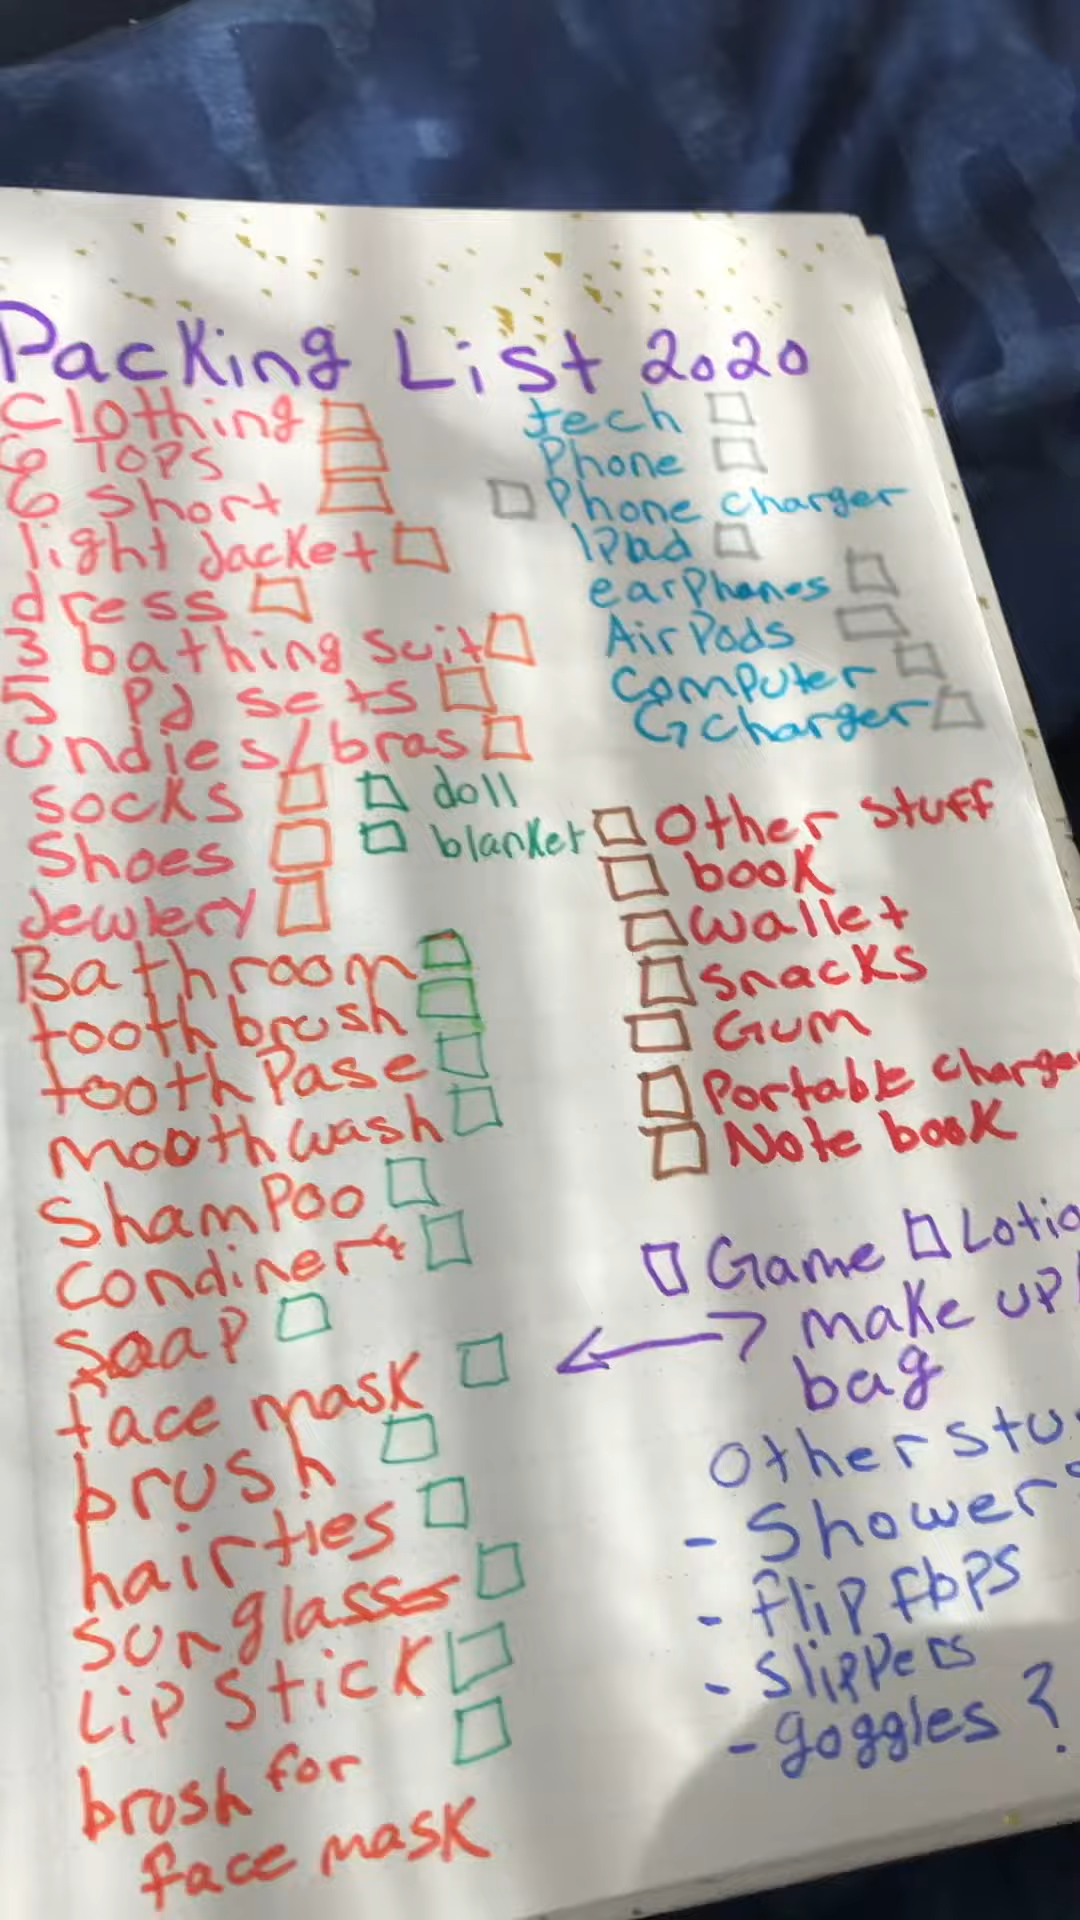 Packing List 2020
Clothing
6 Tops
6 Short
light Jacket
dress
3 bathing suit
5 PJ sets
Undies/bras
socks
Shoes
Jewlery
doll
blanket
Bathroom
tooth brush
tooth Pase
mooth wash
Shampoo
Condiner
Soap
face mask
brush
hairties
sunglasses
Lip Stick
brush for
face mask
tech
Phone
Phone charger
IPad
earPhones
AirPods
Computer
charger
Other stuff
book
wallet
snacks
Gum
Portable
Note book
Game
make up
bag
Other
- Shower
- flip flops
- slippers
- goggles ?